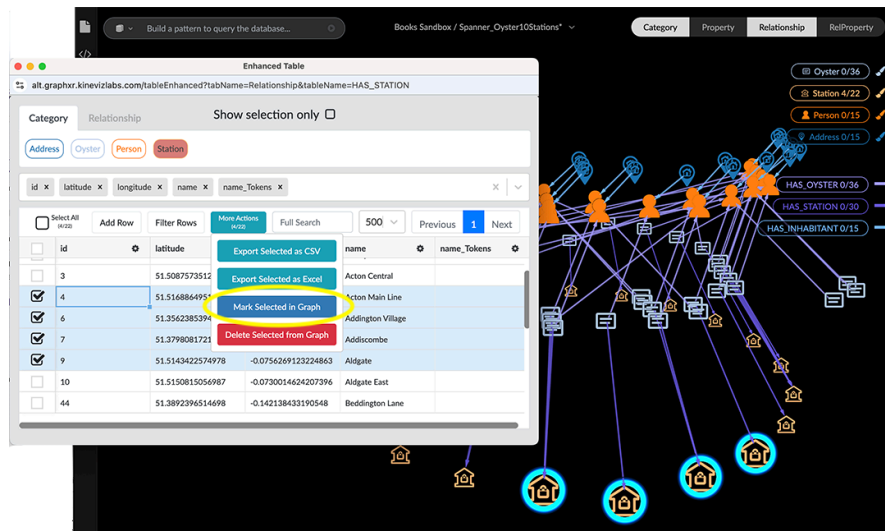 Build a pattern to query the database...
Books Sandbox / Spanner_Oyster10Stations*
Category Property Relationship RelProperty
Enhanced Table
alt.graphxr.kinevizlabs.com/tableEnhanced?tabName=Relationship&tableName=HAS_STATION
Category Relationship Show selection only
Address Oyster Person Station
id × latitude × longitude × name × name_Tokens ×
Select All
(4/22)
Add Row Filter Rows
More Actions
(4/22)
Full Search 500 Previous 1 Next
id latitude name name_Tokens
Export Selected as CSV
3 51.5087573512 Acton Central
Export Selected as Excel
4 51.5168864951 Acton Main Line
Mark Selected in Graph
6 51.3562385394 Addington Village
7 51.3798081721 Addiscombe
Delete Selected from Graph
9 51.5143422574978 -0.0756269123224863 Aldgate
10 51.5150815056987 -0.0730014624207396 Aldgate East
44 51.3892396514698 -0.142138433190548 Beddington Lane
Oyster 0/36
Station 4/22
Person 0/15
Address 0/15
HAS_OYSTER 0/36
HAS_STATION 0/30
HAS_INHABITANT 0/15